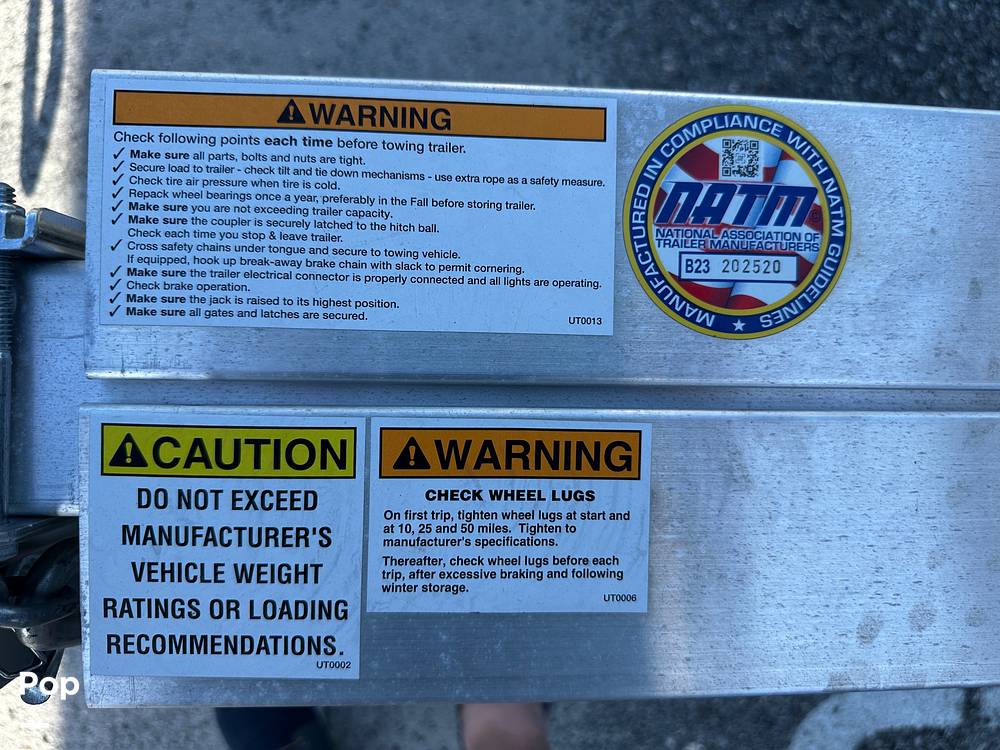 WARNING
Check following points each time before towing trailer.
✓ Make sure all parts, bolts and nuts are tight.
✓ Secure load to trailer - check tilt and tie down mechanisms - use extra rope as a safety measure.
✓ Check tire air pressure when tire is cold.
✓ Repack wheel bearings once a year, preferably in the Fall before storing trailer.
✓ Make sure you are not exceeding trailer capacity.
✓ Make sure the coupler is securely latched to the hitch ball.
Check each time you stop & leave trailer.
✓ Cross safety chains under tongue and secure to towing vehicle.
If equipped, hook up break-away brake chain with slack to permit cornering.
✓ Make sure the trailer electrical connector is properly connected and all lights are operating.
✓ Check brake operation.
✓ Make sure the jack is raised to its highest position.
✓ Make sure all gates and latches are secured.
UT0013
MANUFACTURED IN COMPLIANCE WITH NATM GUIDELINES
NATM®
NATIONAL ASSOCIATION OF
TRAILER MANUFACTURERS
B23 202520
CAUTION
DO NOT EXCEED
MANUFACTURER'S
VEHICLE WEIGHT
RATINGS OR LOADING
RECOMMENDATIONS.
UT0002
WARNING
CHECK WHEEL LUGS
On first trip, tighten wheel lugs at start and
at 10, 25 and 50 miles. Tighten to
manufacturer's specifications.
Thereafter, check wheel lugs before each
trip, after excessive braking and following
winter storage.
UT0006
Pop